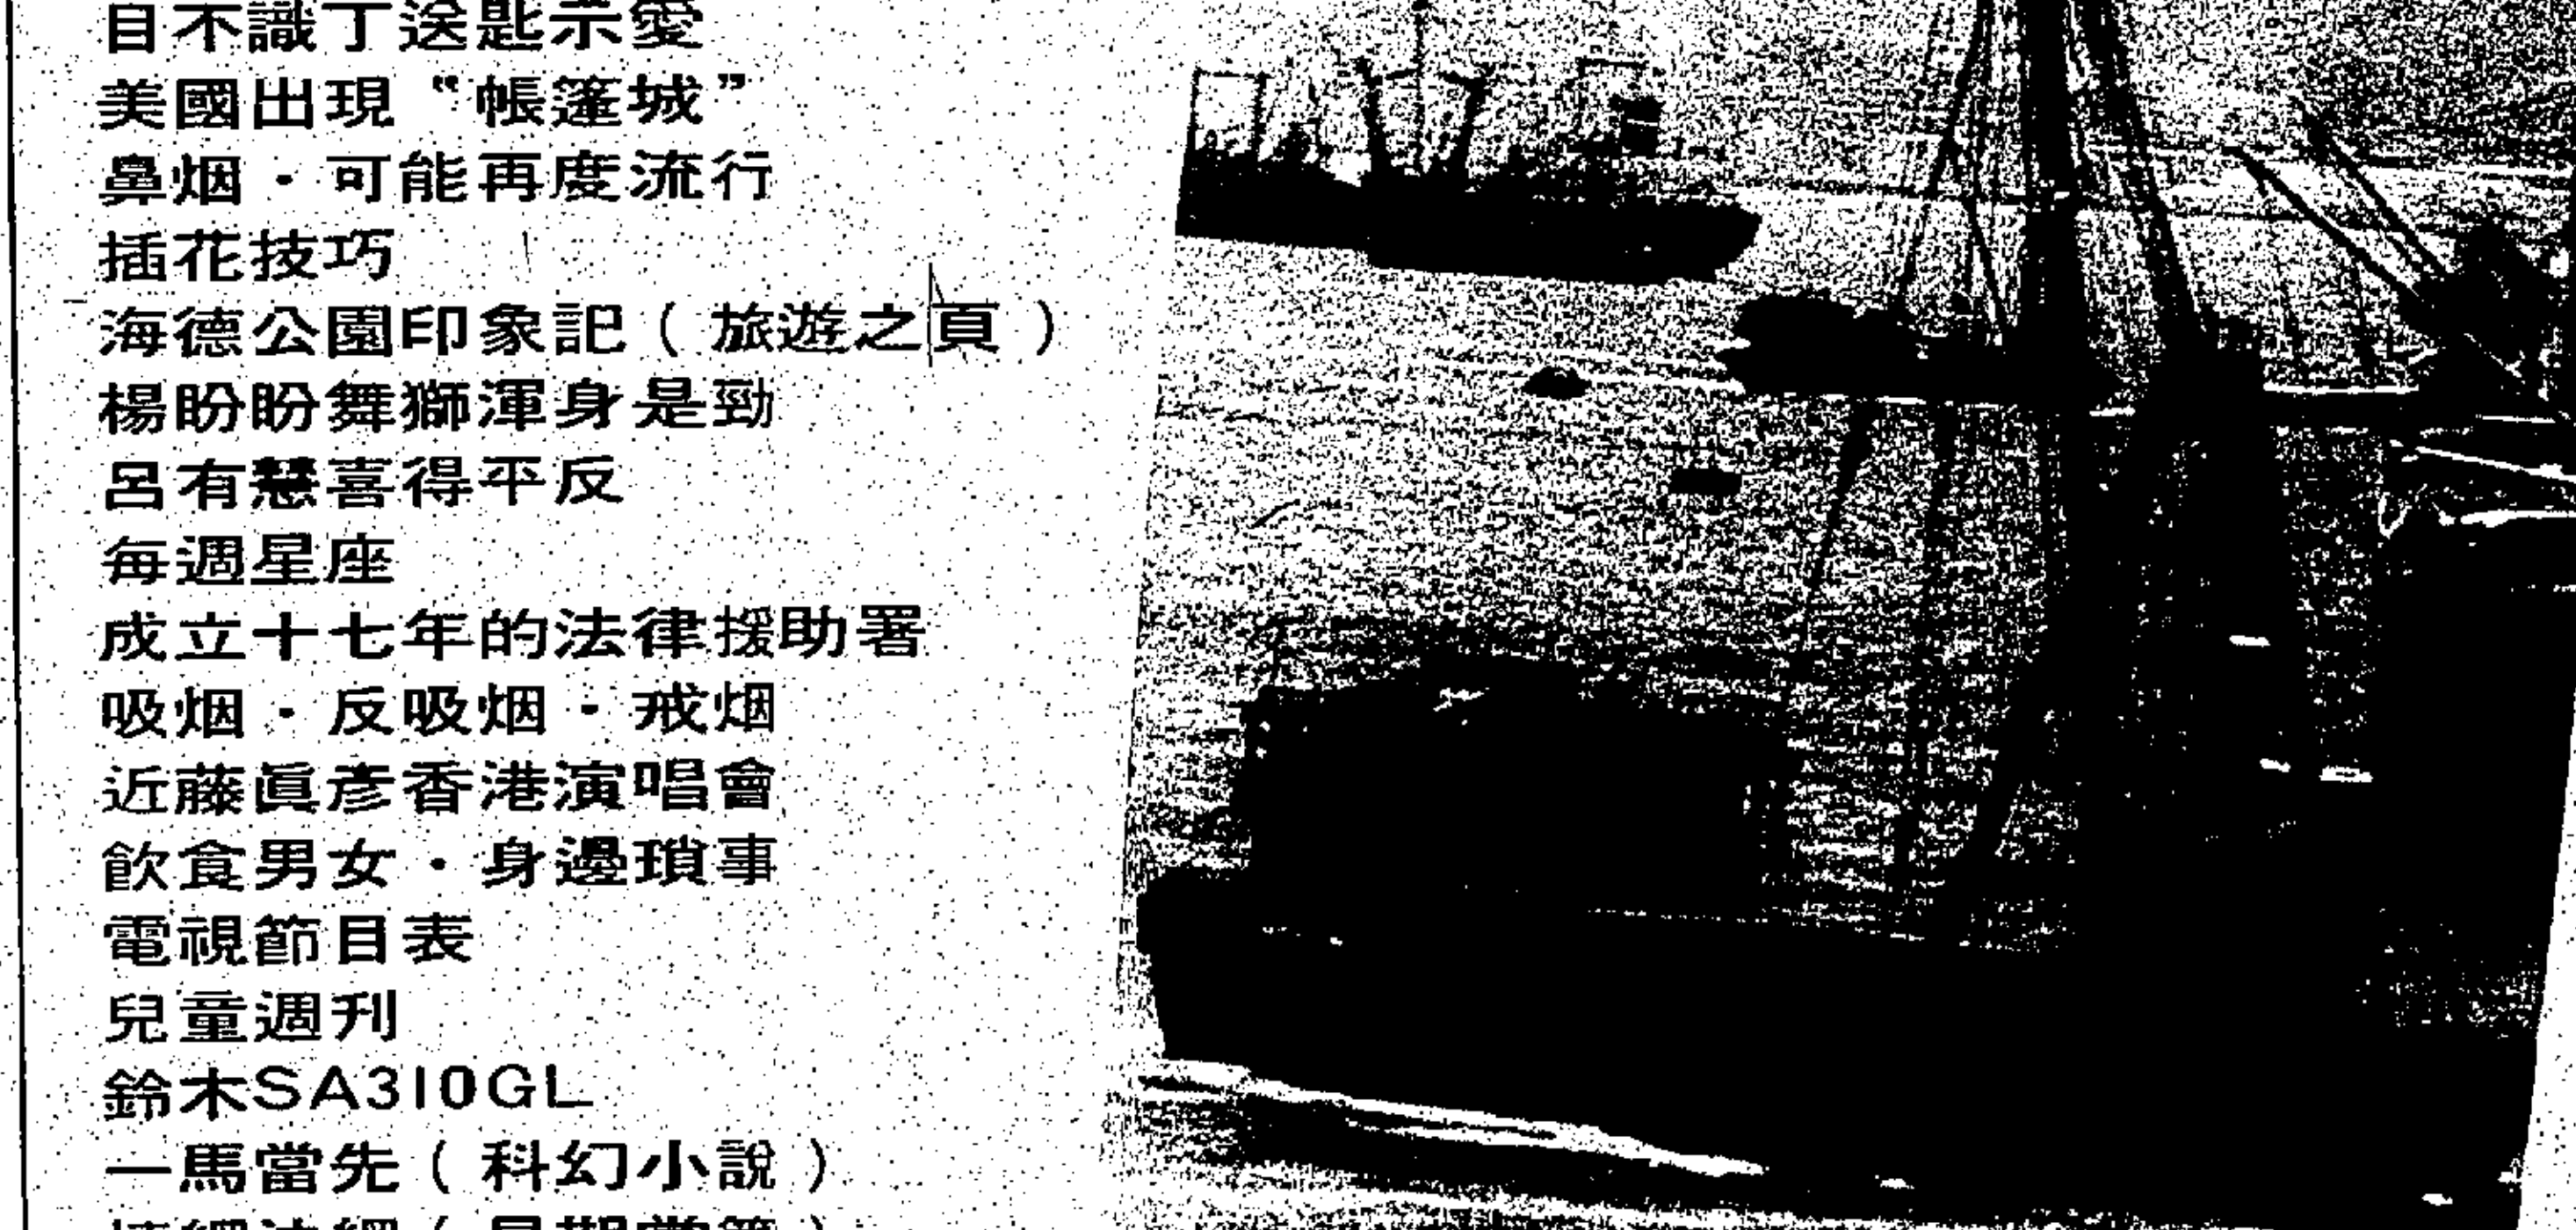 目不識丁送匙示愛
美國出現“帳篷城”
鼻烟·可能再度流行
插花技巧
海德公園印象記（旅遊之頁）
楊盼盼舞獅渾身是勁
呂有慧喜得平反
每週星座
成立十七年的法律援助署
吸烟·反吸烟·戒烟
近藤眞彥香港演唱會
飲食男女·身邊瑣事
電視節目表
兒童週刊
鈴木SA310GL
一馬當先（科幻小說）